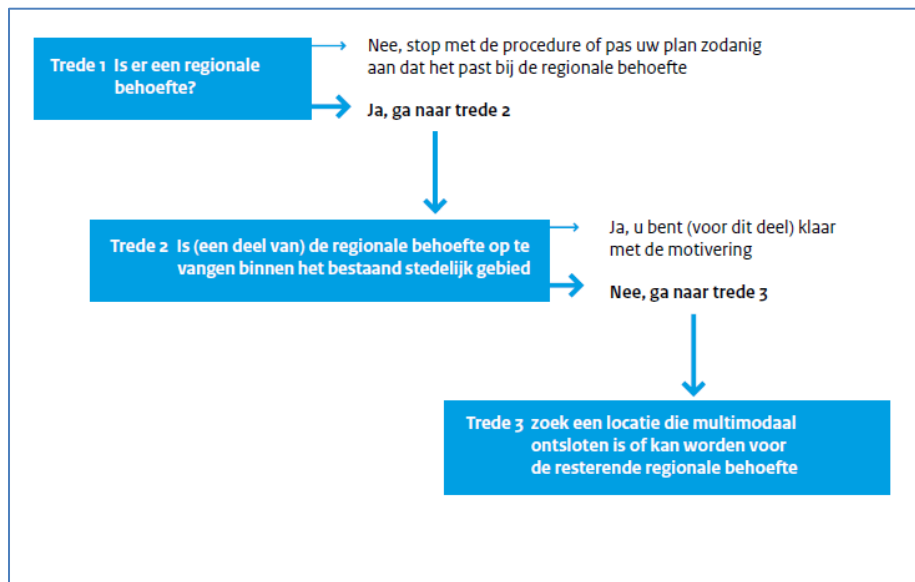 Trede 1 Is er een regionale
behoefte?
Nee, stop met de procedure of pas uw plan zodanig
aan dat het past bij de regionale behoefte
Ja, ga naar trede 2
Trede 2 Is (een deel van) de regionale behoefte op te
vangen binnen het bestaand stedelijk gebied
Ja, u bent (voor dit deel) klaar
met de motivering
Nee, ga naar trede 3
Trede 3 zoek een locatie die multimodaal
ontsloten is of kan worden voor
de resterende regionale behoefte